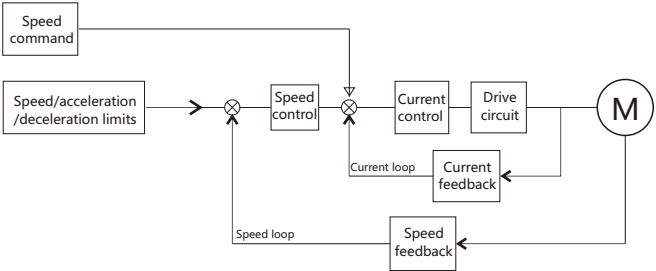 Speed
command
Speed/acceleration
/deceleration limits
Speed
control
Current
control
Drive
circuit
M
Current loop
Current
feedback
Speed loop
Speed
feedback